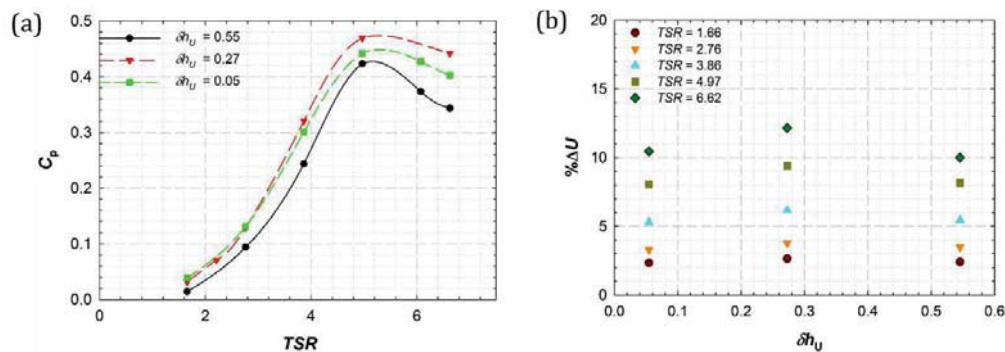 (a)
δh_U = 0.55
δh_U = 0.27
δh_U = 0.05
0.5
0.4
0.3
0.2
0.1
0.0
C_p
0 2 4 6
TSR
(b)
TSR = 1.66
TSR = 2.76
TSR = 3.86
TSR = 4.97
TSR = 6.62
20
15
10
5
0
%ΔU
0.0 0.1 0.2 0.3 0.4 0.5 0.6
δh_U